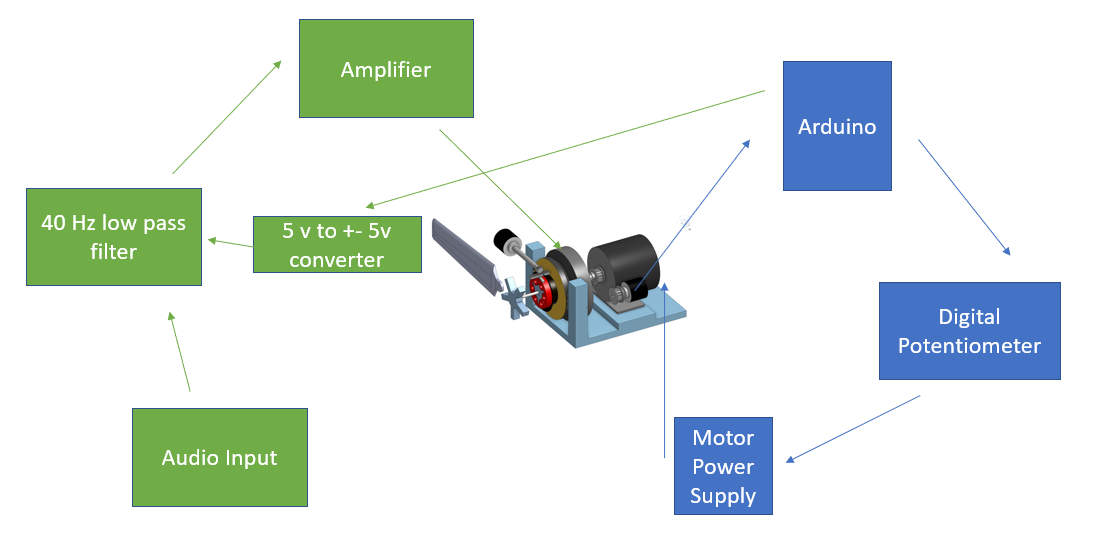 Amplifier
Arduino
40 Hz low pass
filter
5 v to +- 5v
converter
Digital
Potentiometer
Motor
Power
Supply
Audio Input